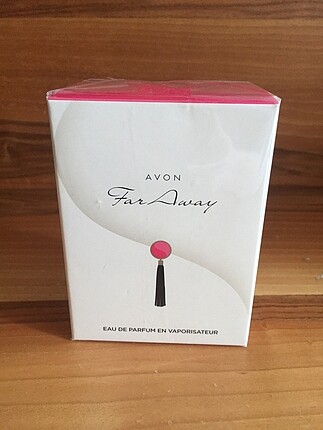 AVON
Far Away
EAU DE PARFUM EN VAPORISATEUR